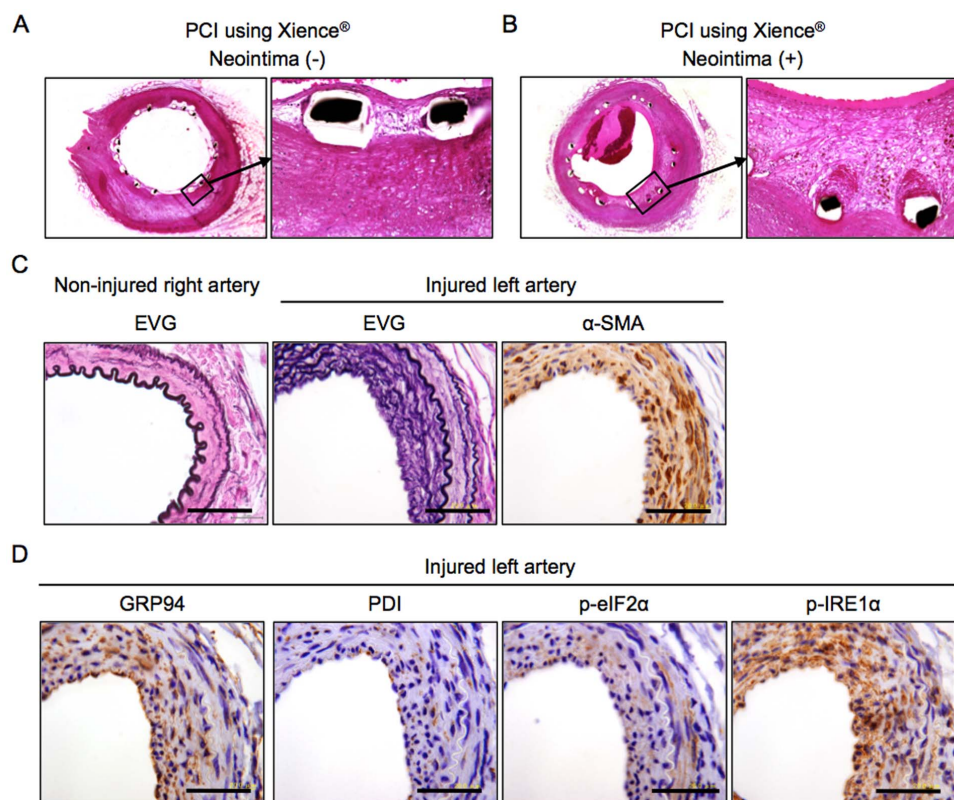 A
PCI using Xience®
Neointima (-)
B
PCI using Xience®
Neointima (+)
C
Non-injured right artery
Injured left artery
EVG
EVG
α-SMA
D
Injured left artery
GRP94
PDI
p-eIF2α
p-IRE1α